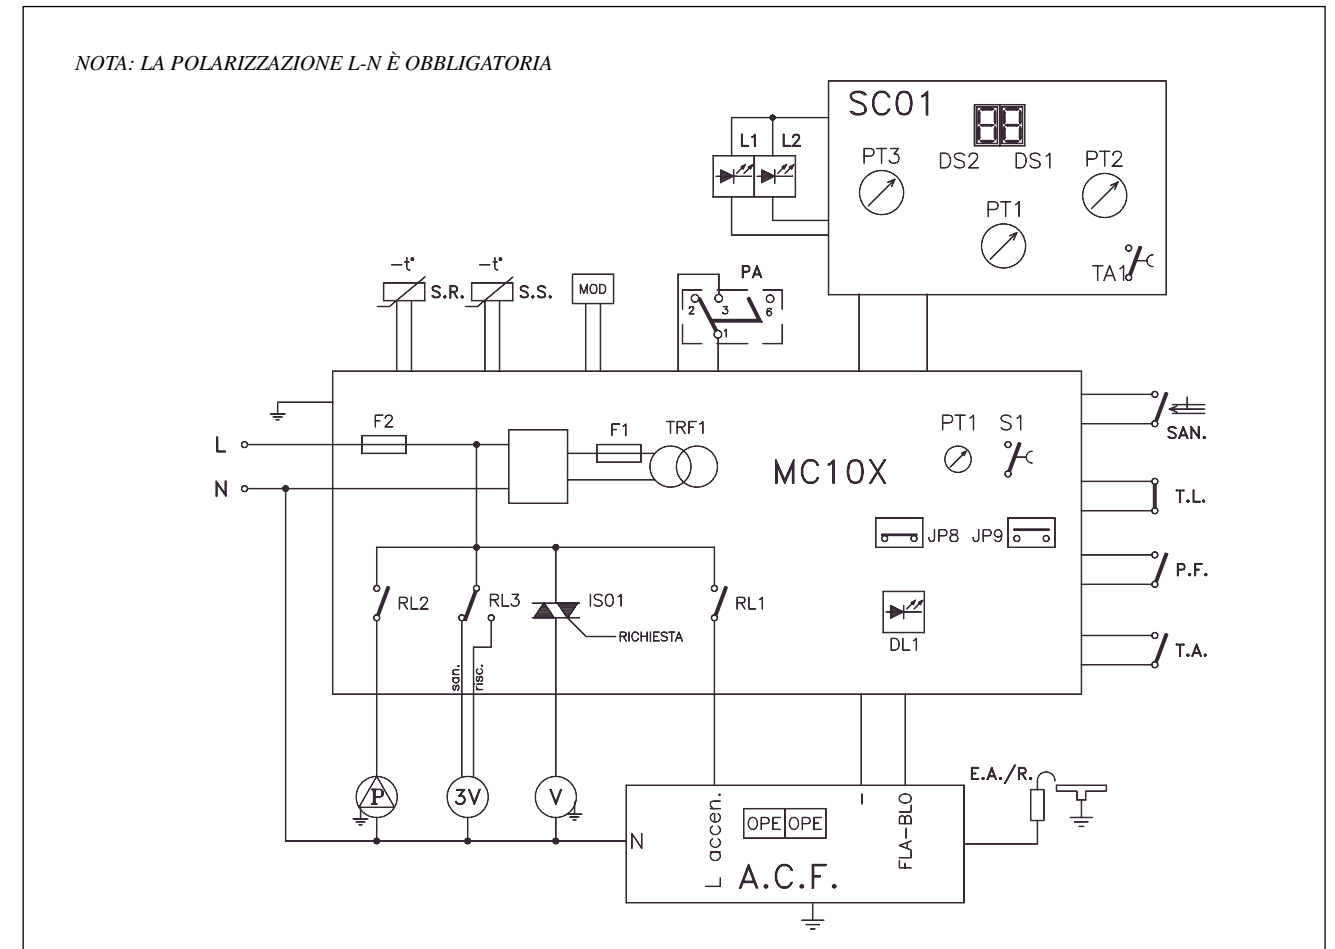 NOTA: LA POLARIZZAZIONE L-N È OBBLIGATORIA
SC01
L1 L2
PT3 DS2 DS1 PT2
PT1
TA1
-t° S.R. -t° S.S. MOD
PA
2 3 6
1
L
N
F2
F1 TRF1
MC10X
PT1 S1
SAN.
T.L.
JP8 JP9
P.F.
RL2 RL3 ISO1 RL1
RICHIESTA
DL1
T.A.
san. risc.
P 3V V
E.A./R.
N
L accen.
OPE OPE
FLA-BLO
A.C.F.